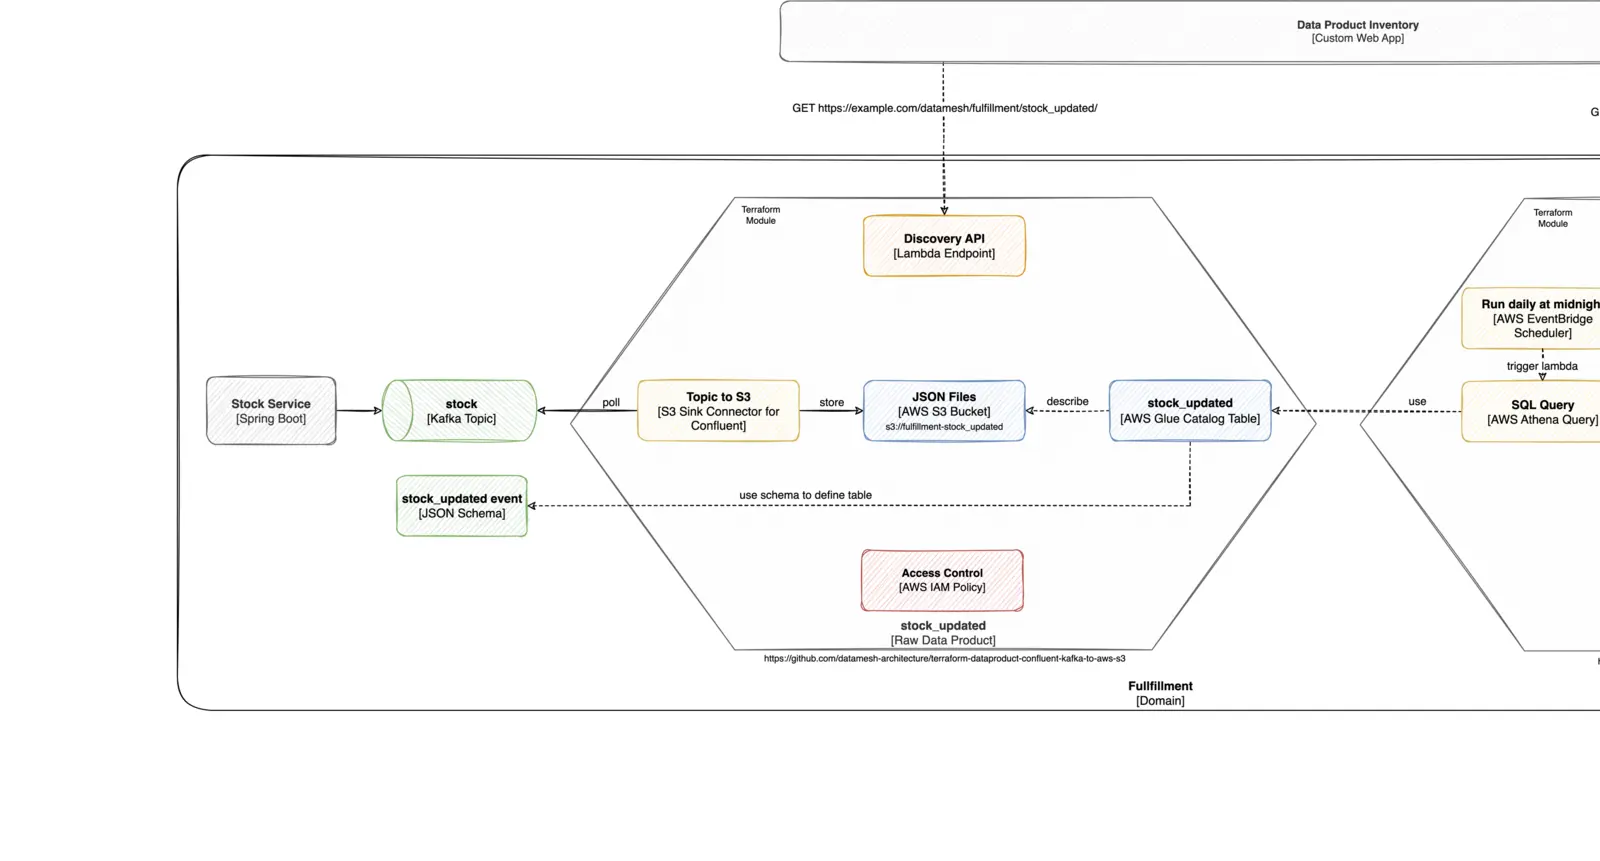 Data Product Inventory
[Custom Web App]
GET https://example.com/datamesh/fulfillment/stock_updated/
G
Terraform
Module
Terraform
Module
Discovery API
[Lambda Endpoint]
Run daily at midnigh
[AWS EventBridge
Scheduler]
trigger lambda
Stock Service
[Spring Boot]
stock
[Kafka Topic]
poll
Topic to S3
[S3 Sink Connector for
Confluent]
store
JSON Files
[AWS S3 Bucket]
s3://fulfillment-stock_updated
describe
stock_updated
[AWS Glue Catalog Table]
use
SQL Query
[AWS Athena Query]
stock_updated event
[JSON Schema]
use schema to define table
Access Control
[AWS IAM Policy]
stock_updated
[Raw Data Product]
https://github.com/datamesh-architecture/terraform-dataproduct-confluent-kafka-to-aws-s3
Fullfillment
[Domain]